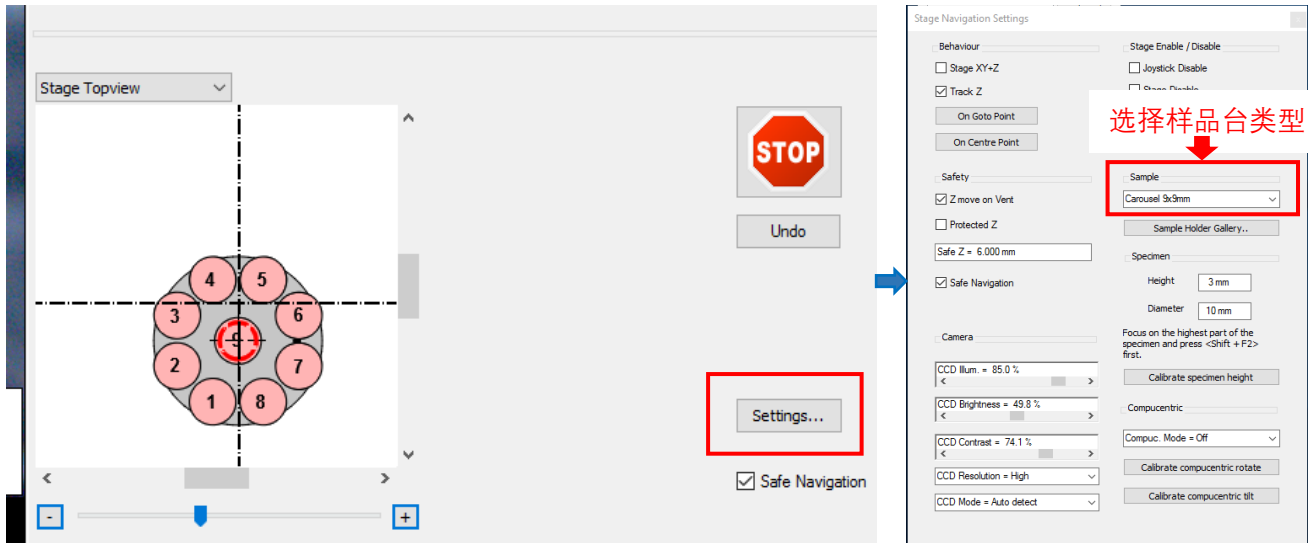 Stage Topview
4 5
3 6
9
2 7
1 8
-
+
STOP
Undo
Settings...
Safe Navigation
Stage Navigation Settings
Behaviour
Stage XY+Z
Track Z
On Goto Point
On Centre Point
Safety
Z move on Vent
Protected Z
Safe Z = 6.000 mm
Safe Navigation
Camera
CCD Illum. = 85.0 %
CCD Brightness = 49.8 %
CCD Contrast = 74.1 %
CCD Resolution = High
CCD Mode = Auto detect
Stage Enable / Disable
Joystick Disable
Stage Disable
选择样品台类型
Sample
Carousel 9x9mm
Sample Holder Gallery..
Specimen
Height 3 mm
Diameter 10 mm
Focus on the highest part of the
specimen and press <Shift + F2>
first.
Calibrate specimen height
Compucentric
Compuc. Mode = Off
Calibrate compucentric rotate
Calibrate compucentric tilt